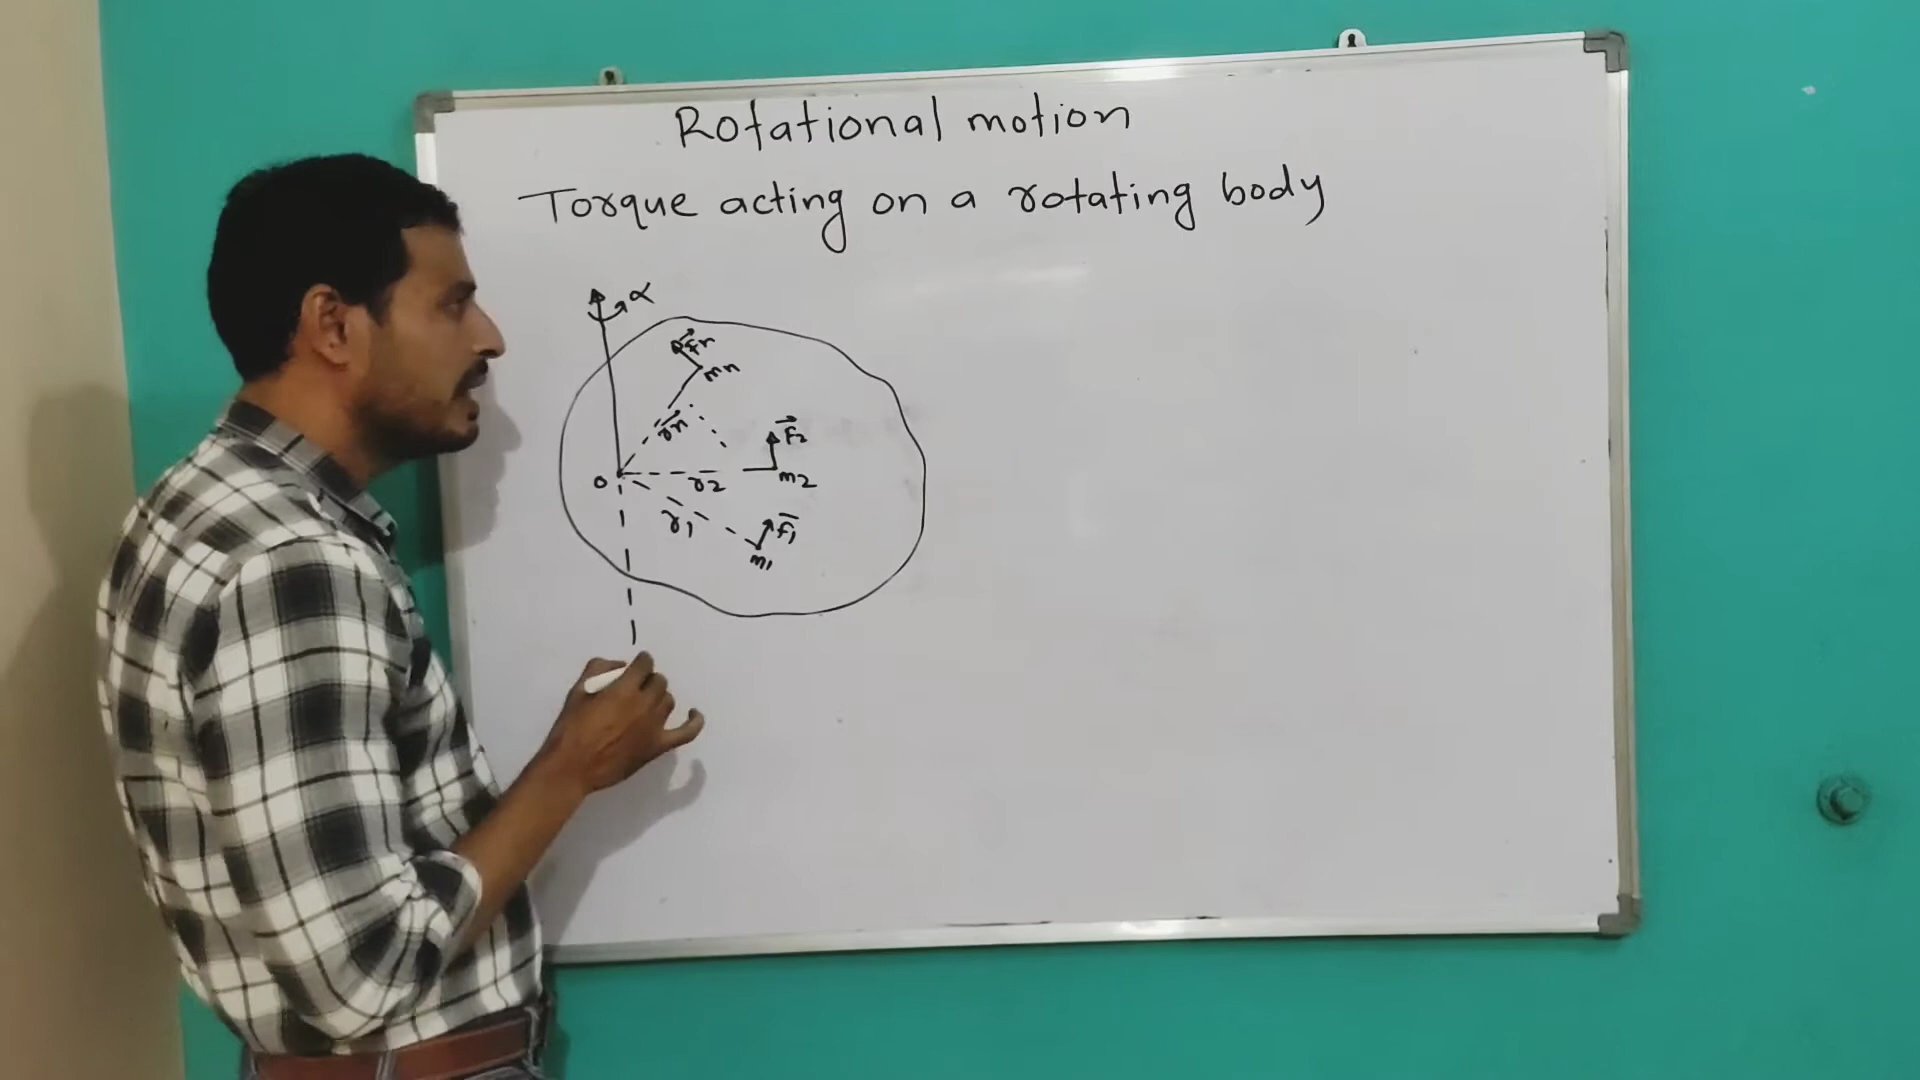 Rotational motion
Torque acting on a rotating body
α
fn
mn
rn
F2
o
r2
m2
r1
f1
m1